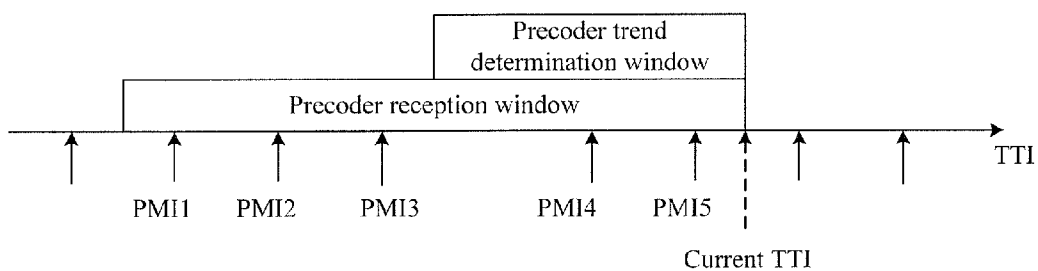 Precoder trend
determination window
Precoder reception window
TTI
PMI1 PMI2 PMI3 PMI4 PMI5
Current TTI